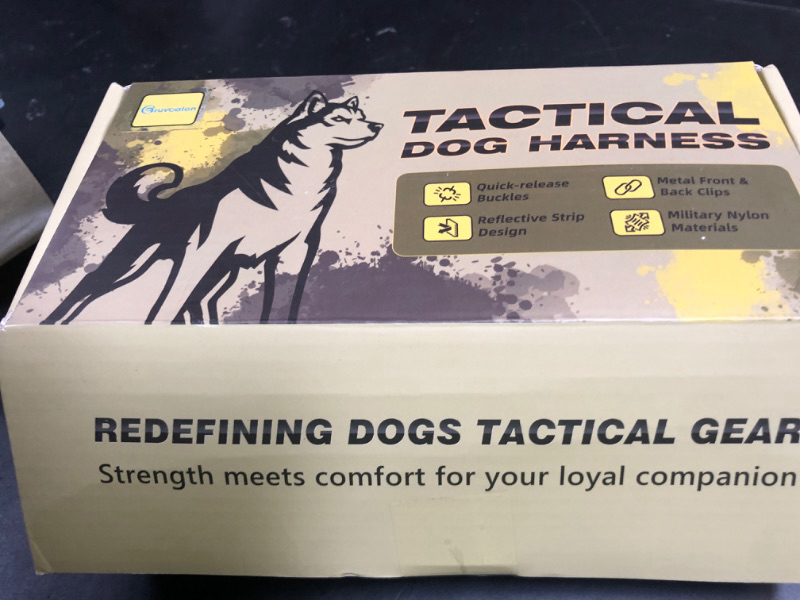 TACTICAL
DOG HARNESS
Quick-release
Buckles
Metal Front &
Back Clips
Reflective Strip
Design
Military Nylon
Materials
REDEFINING DOGS TACTICAL GEAR
Strength meets comfort for your loyal companion